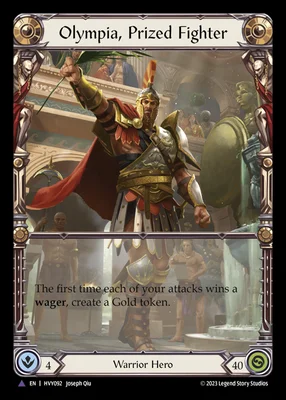 Olympia, Prized Fighter
The first time each of your attacks wins a
wager, create a Gold token.
4
Warrior Hero
40
EN | HVY092 Joseph Qiu
© 2023 Legend Story Studios